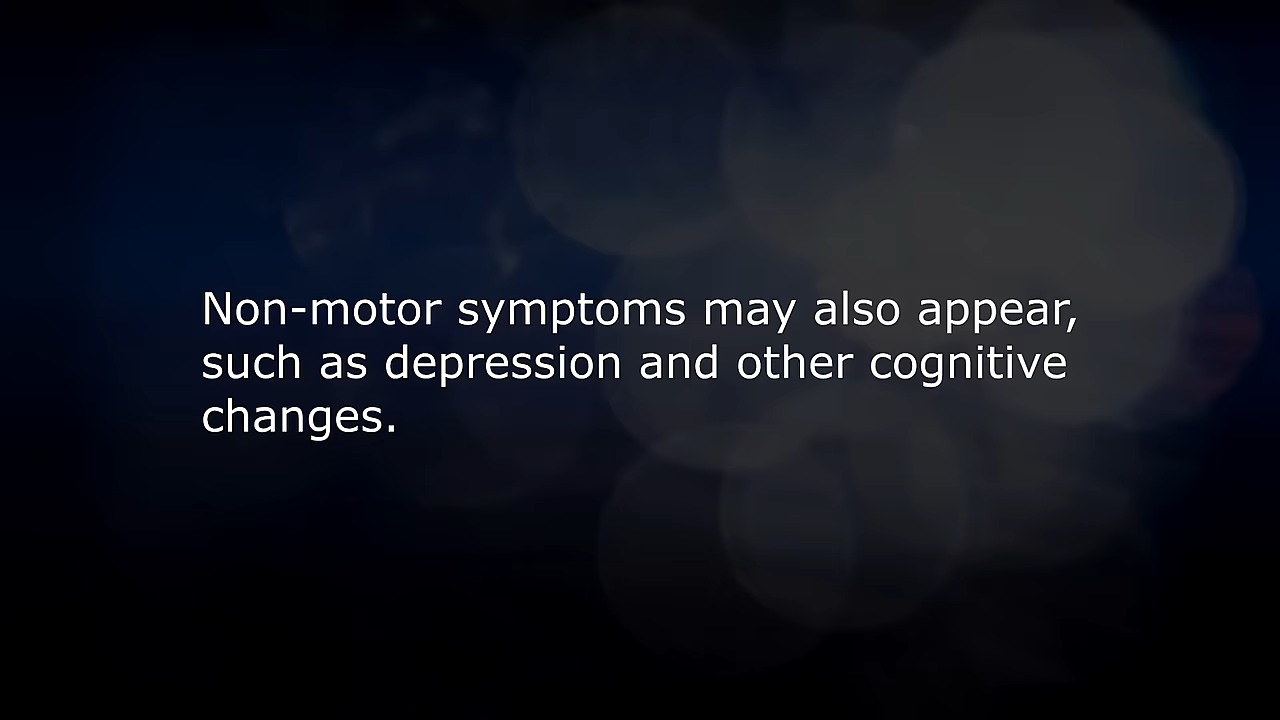 Non-motor symptoms may also appear,
such as depression and other cognitive
changes.